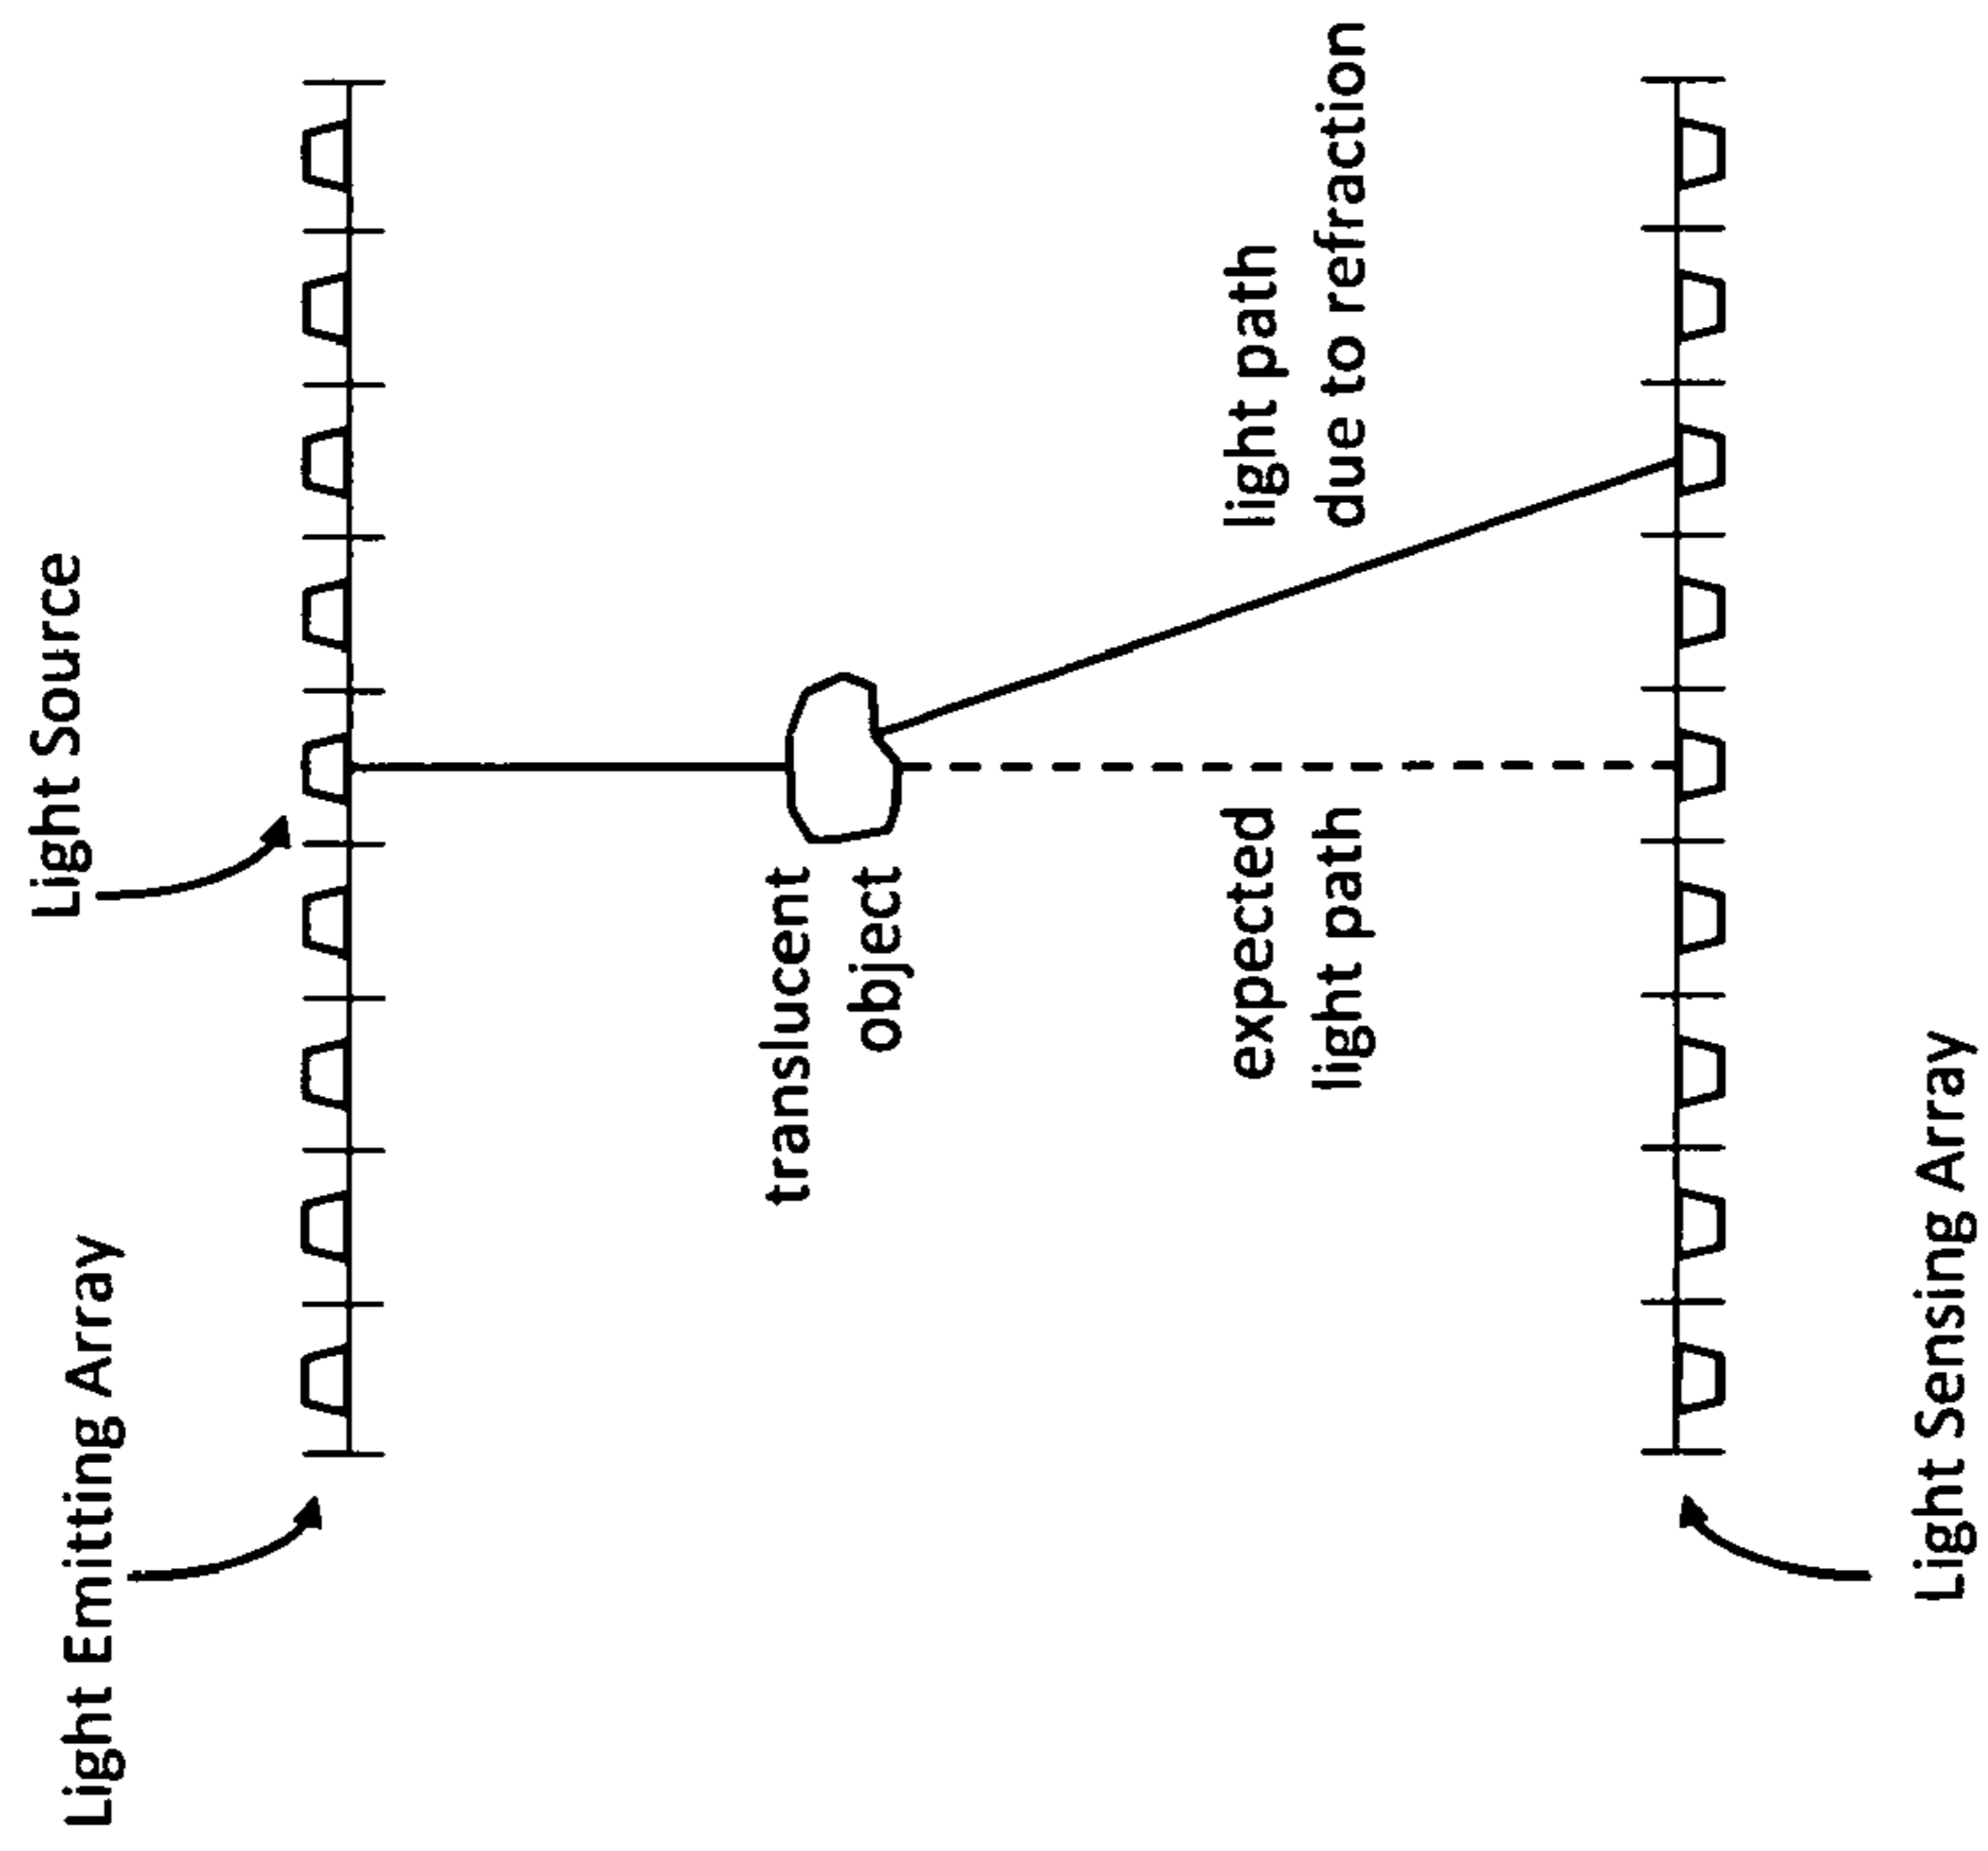 Light Emitting Array
Light Source
translucent
object
expected
light path
light path
due to refraction
Light Sensing Array